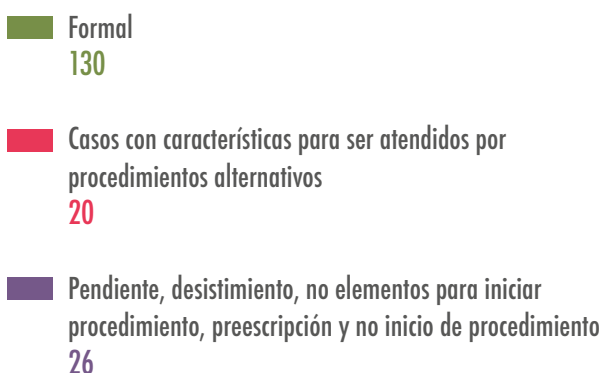 Formal
130
Casos con características para ser atendidos por
procedimientos alternativos
20
Pendiente, desistimiento, no elementos para iniciar
procedimiento, preescripción y no inicio de procedimiento
26